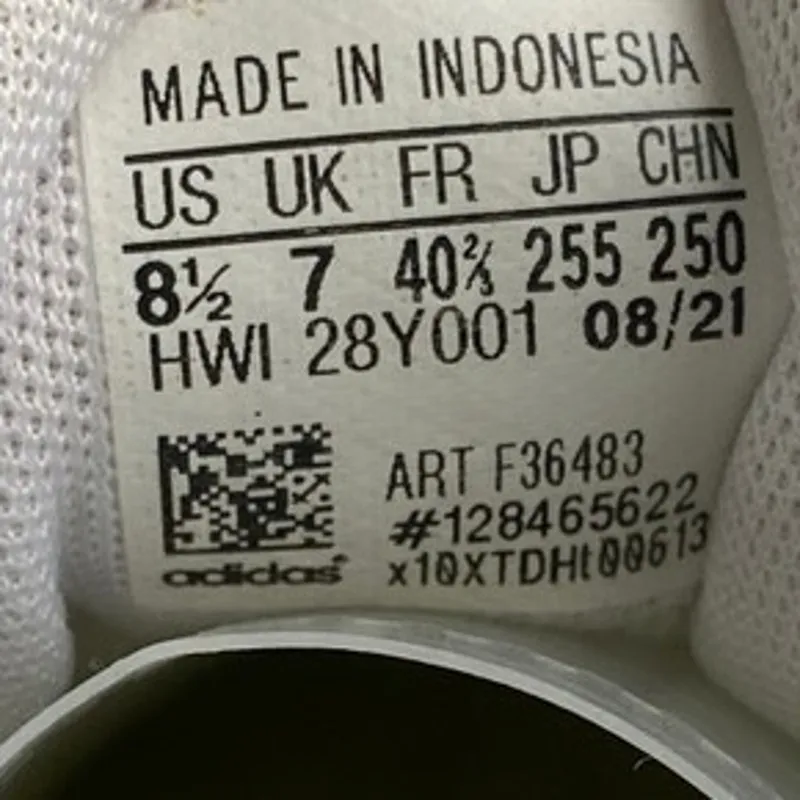 MADE IN INDONESIA
US UK FR JP CHN
8½ 7 40⅔ 255 250
HWI 28Y001 08/21
ART F36483
#128465622
adidas x10XTDHt00613